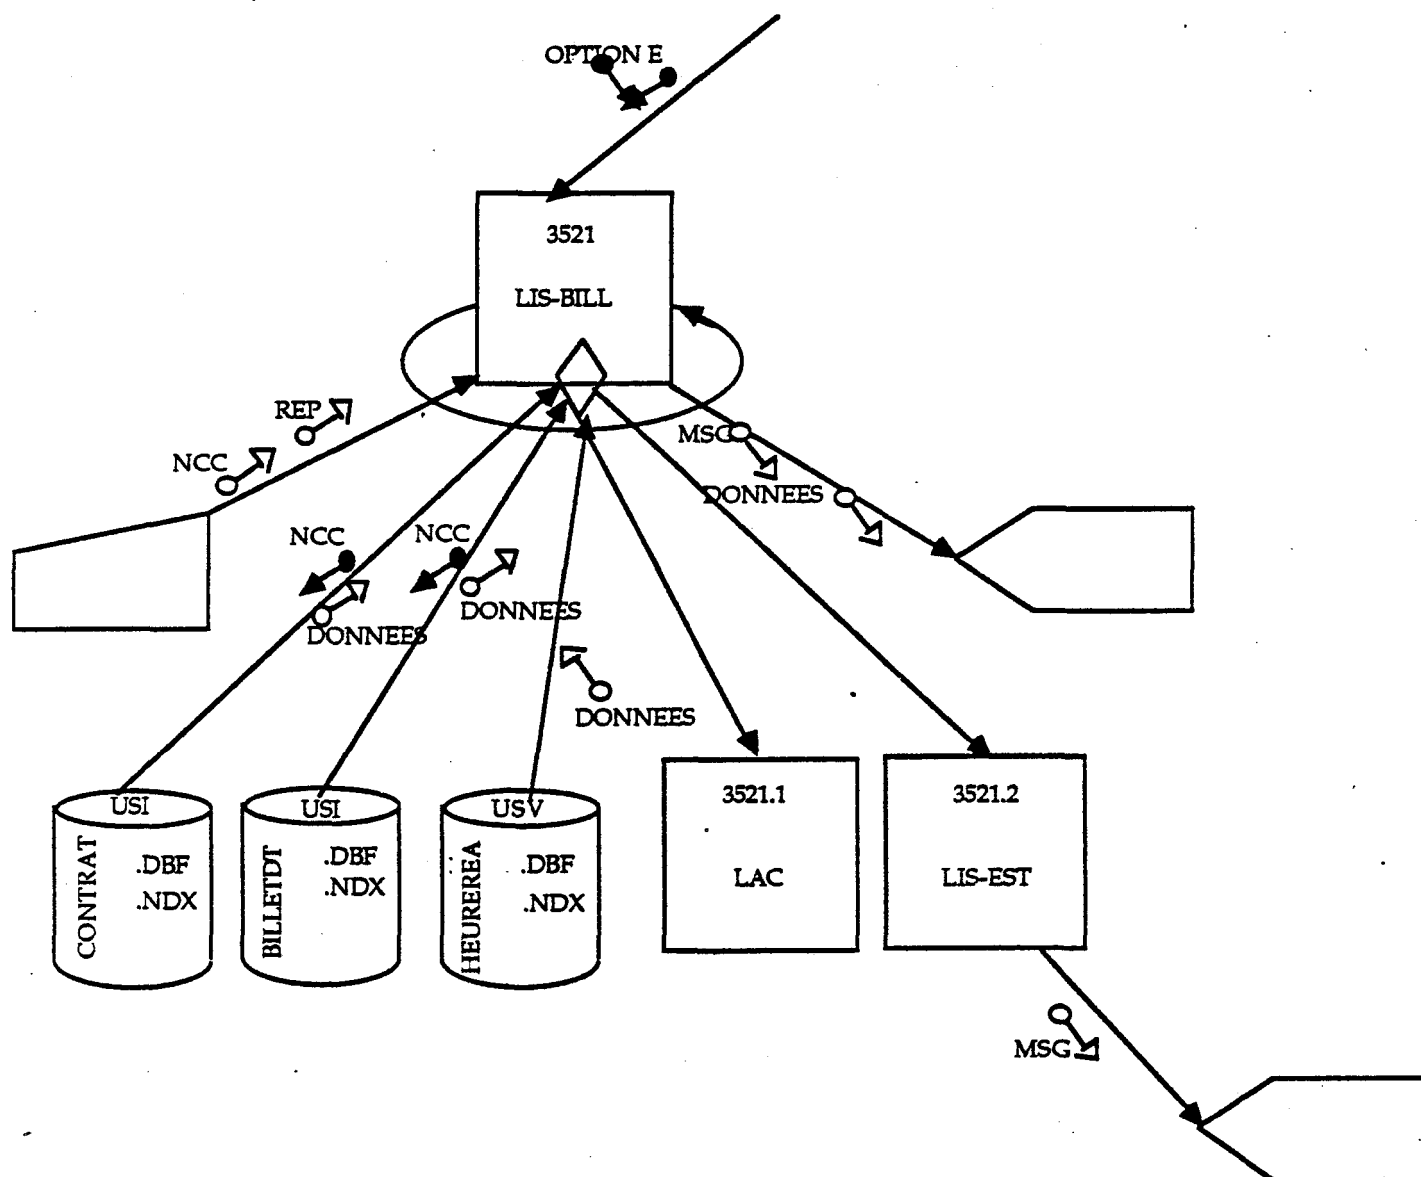 OPTION E
3521
LIS-BILL
REP
NCC
MSG
DONNEES
NCC
NCC
DONNEES
DONNEES
DONNEES
USI
CONTRAT
.DBF
.NDX
USI
BILLETDT
.DBF
.NDX
USV
HEUREREA
.DBF
.NDX
3521.1
LAC
3521.2
LIS-EST
MSG